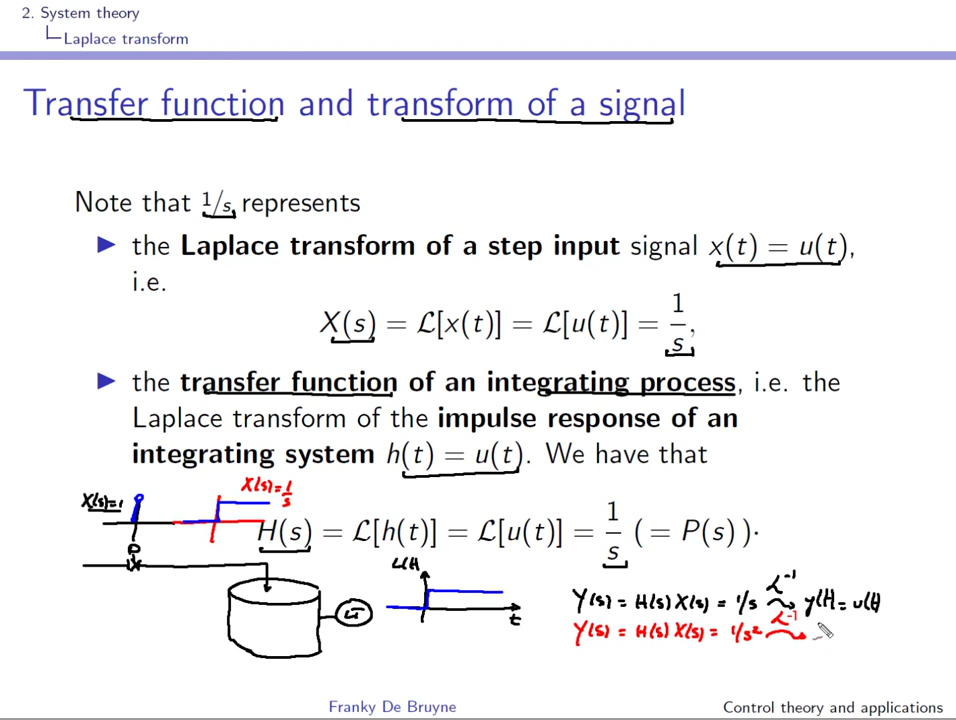 2. System theory
Laplace transform
Transfer function and transform of a signal
Note that 1/s represents
▶ the Laplace transform of a step input signal x(t) = u(t),
i.e.
X(s) = ℒ[x(t)] = ℒ[u(t)] = 1/s,
▶ the transfer function of an integrating process, i.e. the
Laplace transform of the impulse response of an
integrating system h(t) = u(t). We have that
X(s)=1/s
X(s)=1
H(s) = ℒ[h(t)] = ℒ[u(t)] = 1/s ( = P(s) )·
t
Y(s) = H(s) X(s) = 1/s ℒ⁻¹ y(t) = u(t)
Y(s) = H(s) X(s) = 1/s² ℒ⁻¹
Franky De Bruyne
Control theory and applications